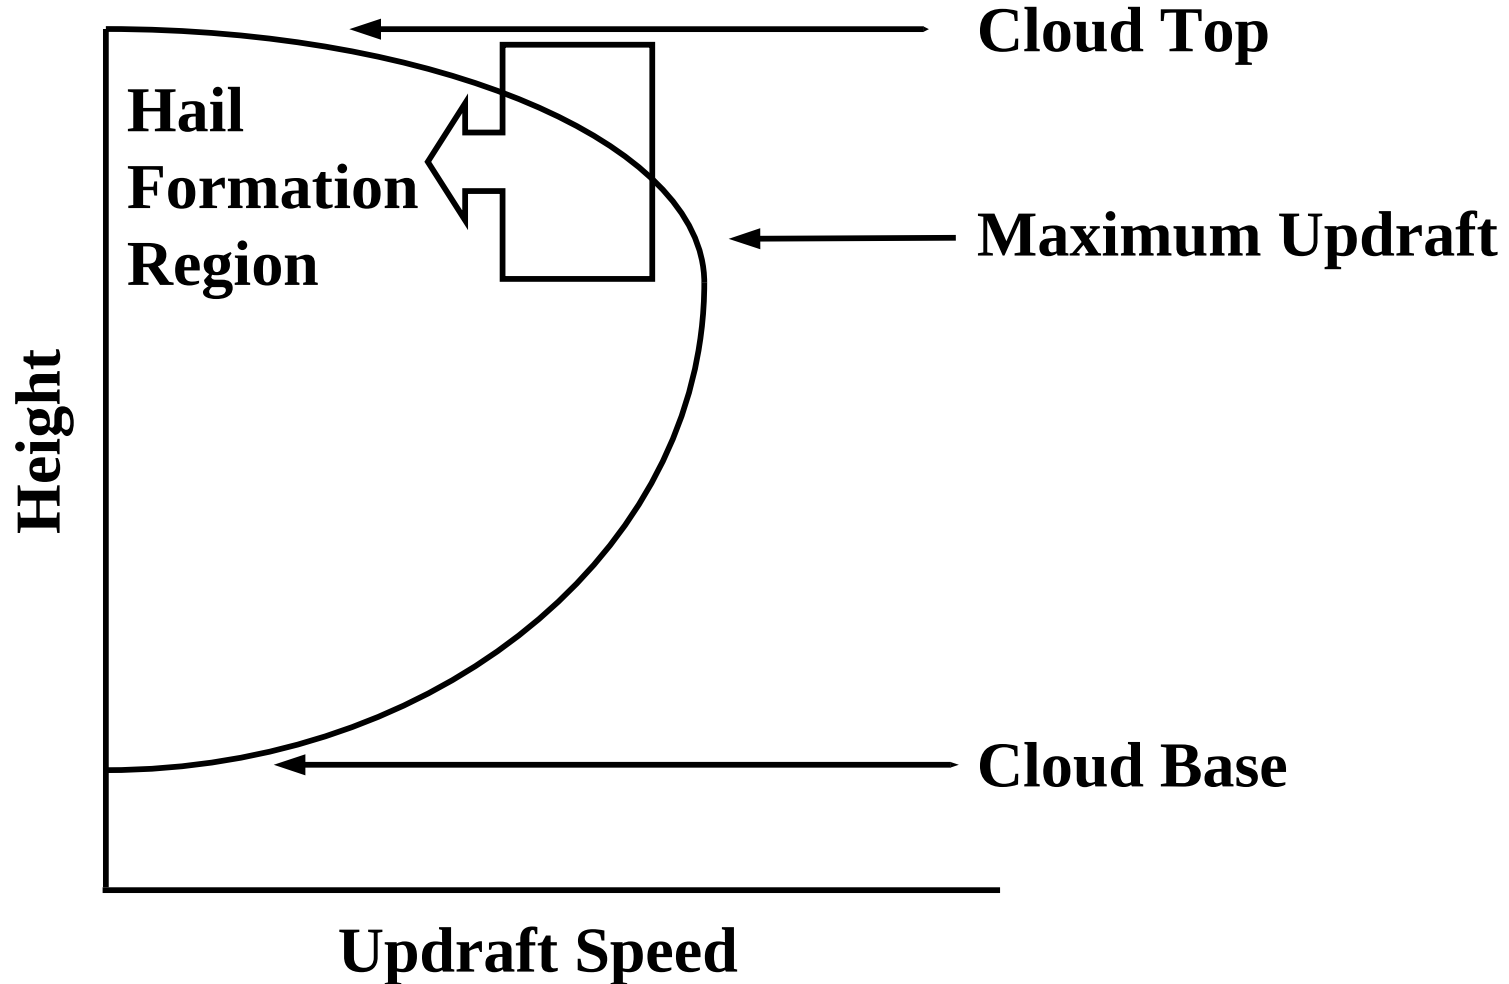 Cloud Top
Hail
Formation
Region
Maximum Updraft
Height
Cloud Base
Updraft Speed